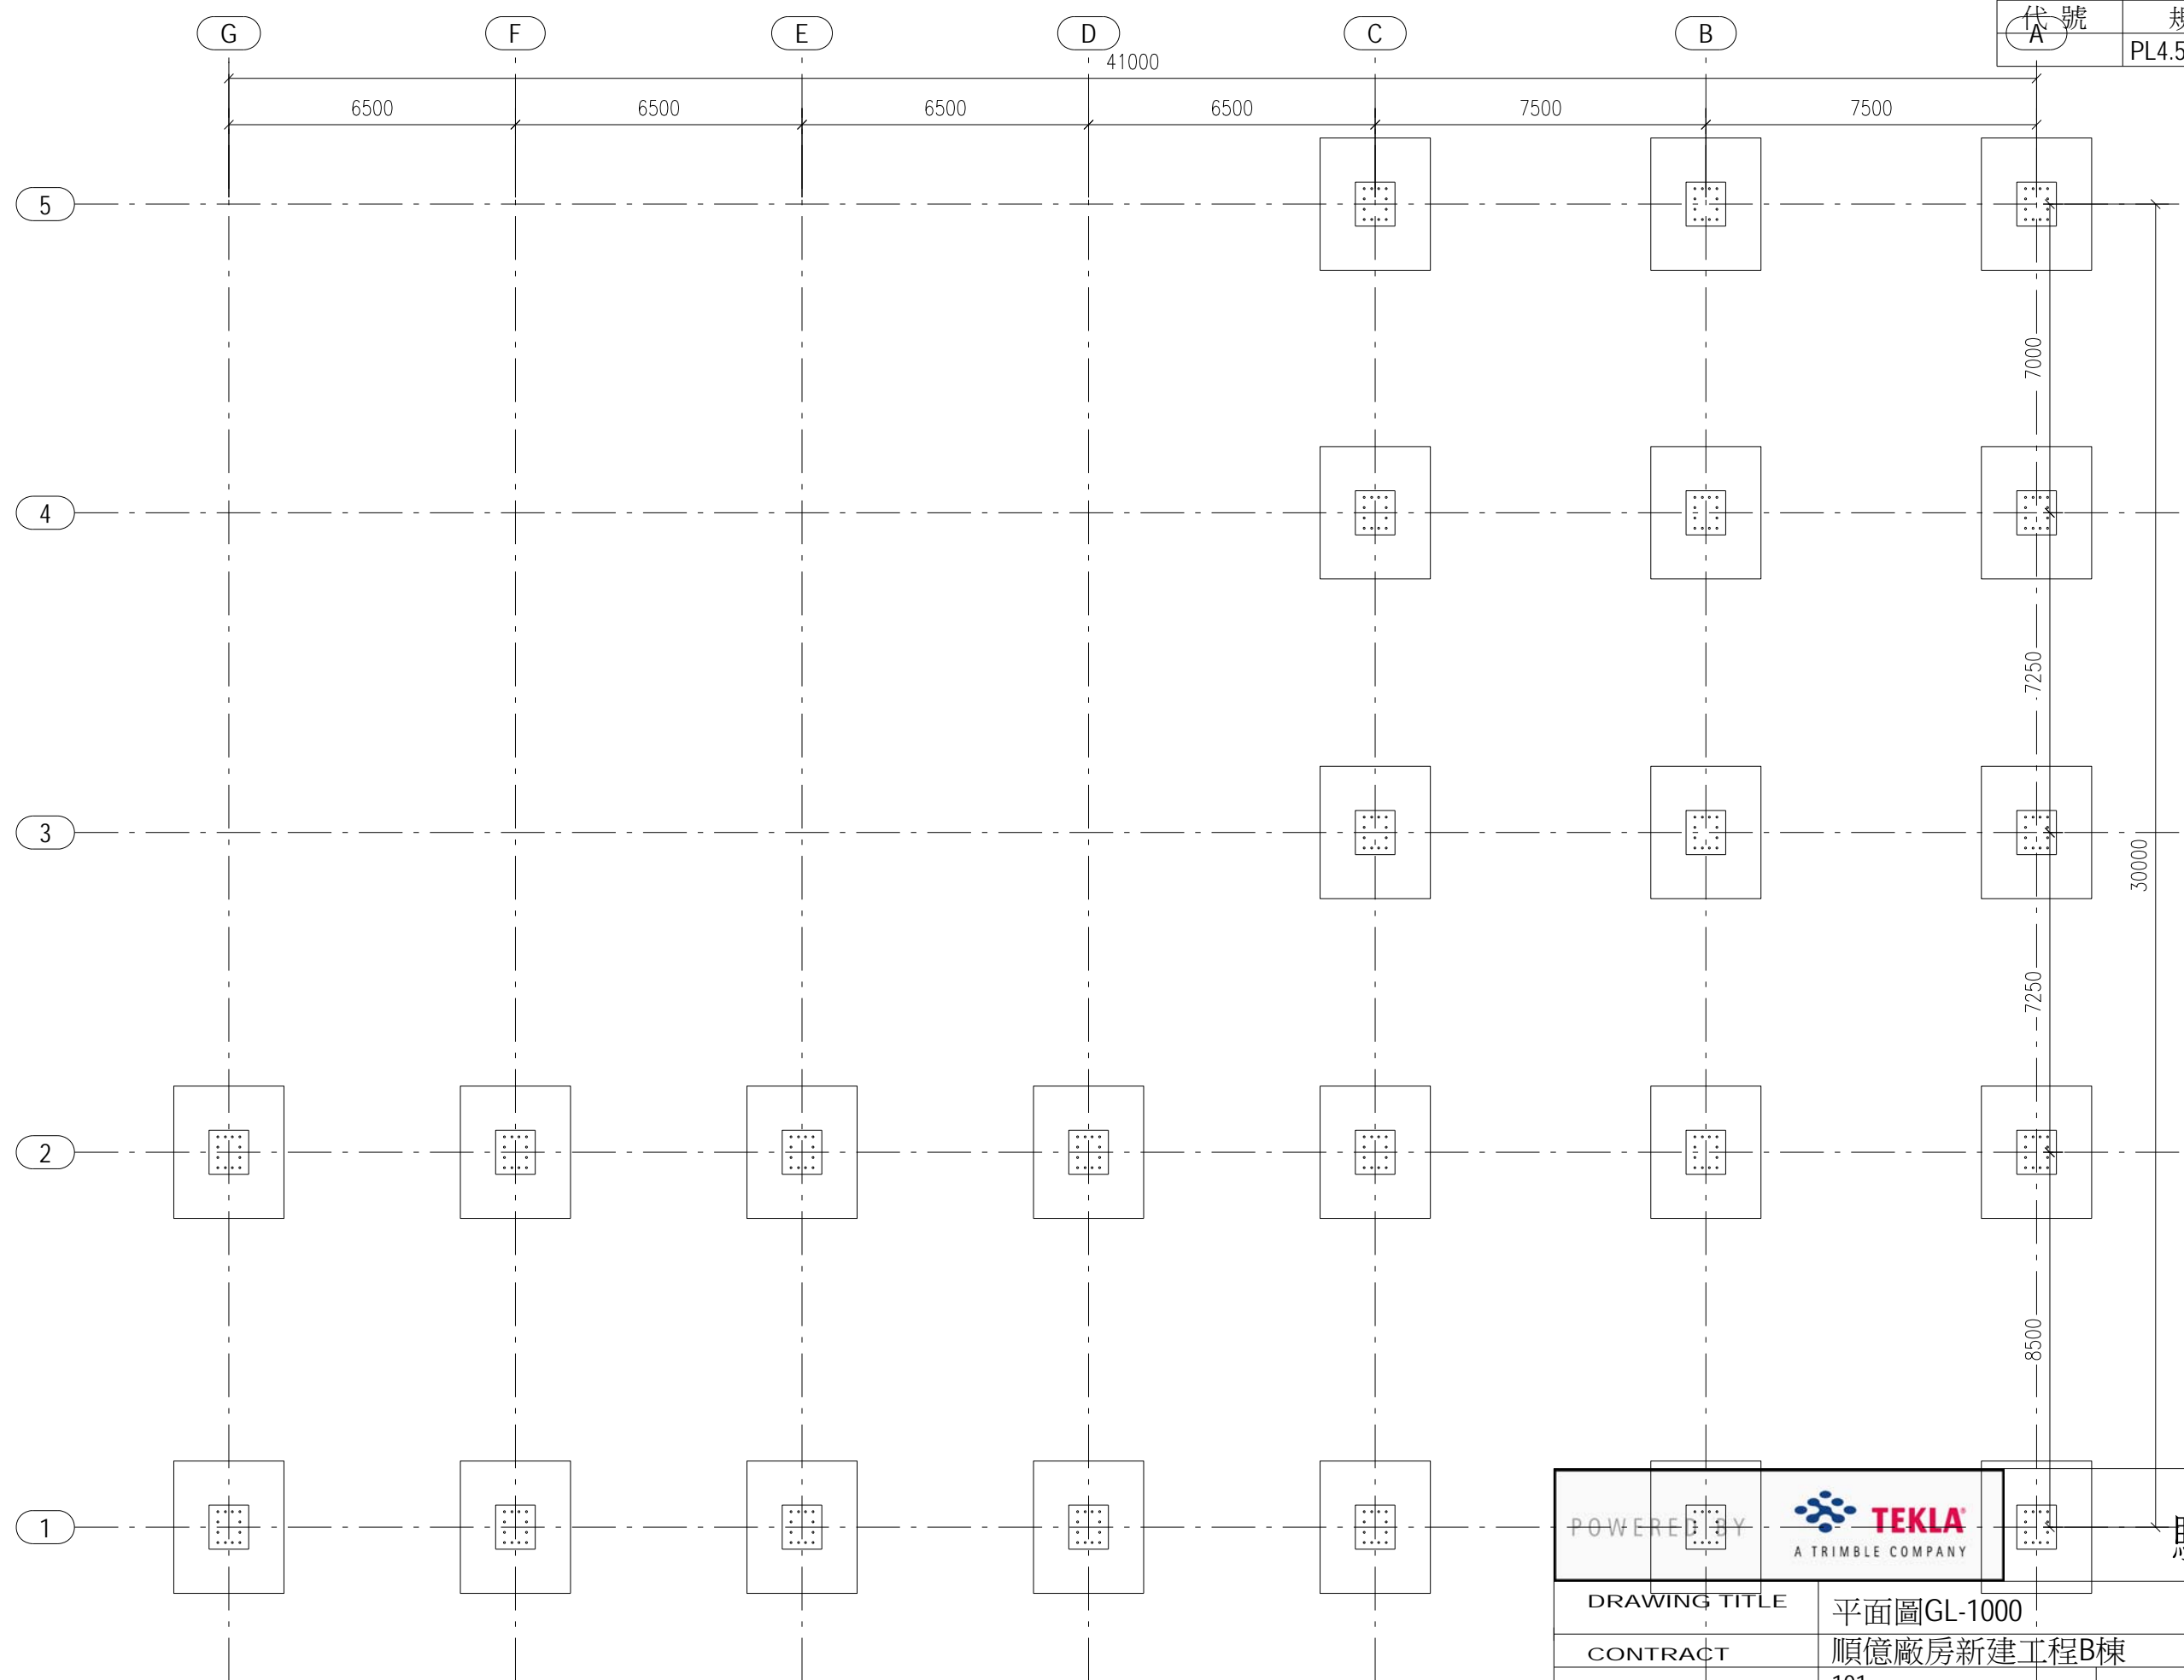 G F E D C B A
代 號
PL4.5
41000
6500 6500 6500 6500 7500 7500
5
7000
4
7250
3
30000
7250
2
8500
1
POWERED BY TEKLA®
A TRIMBLE COMPANY
DRAWING TITLE 平面圖GL-1000
CONTRACT 順億廠房新建工程B棟